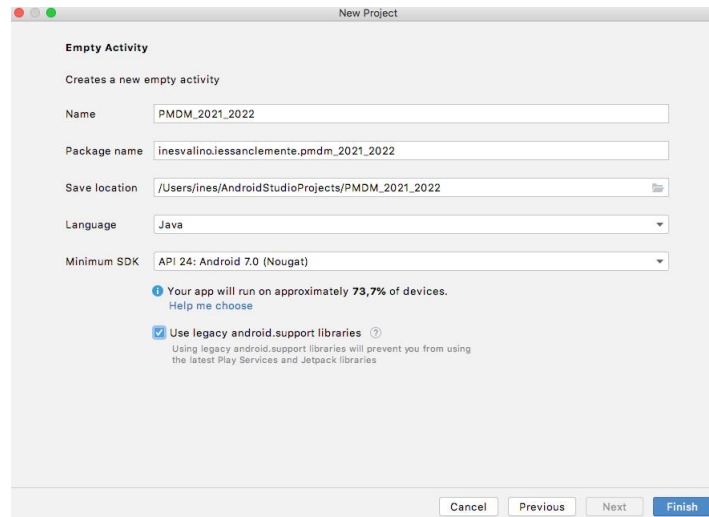 New Project
Empty Activity
Creates a new empty activity
Name PMDM_2021_2022
Package name inesvalino.iessanclemente.pmdm_2021_2022
Save location /Users/ines/AndroidStudioProjects/PMDM_2021_2022
Language Java
Minimum SDK API 24: Android 7.0 (Nougat)
Your app will run on approximately 73,7% of devices.
Help me choose
Use legacy android.support libraries ?
Using legacy android.support libraries will prevent you from using
the latest Play Services and Jetpack libraries
Cancel Previous Next Finish